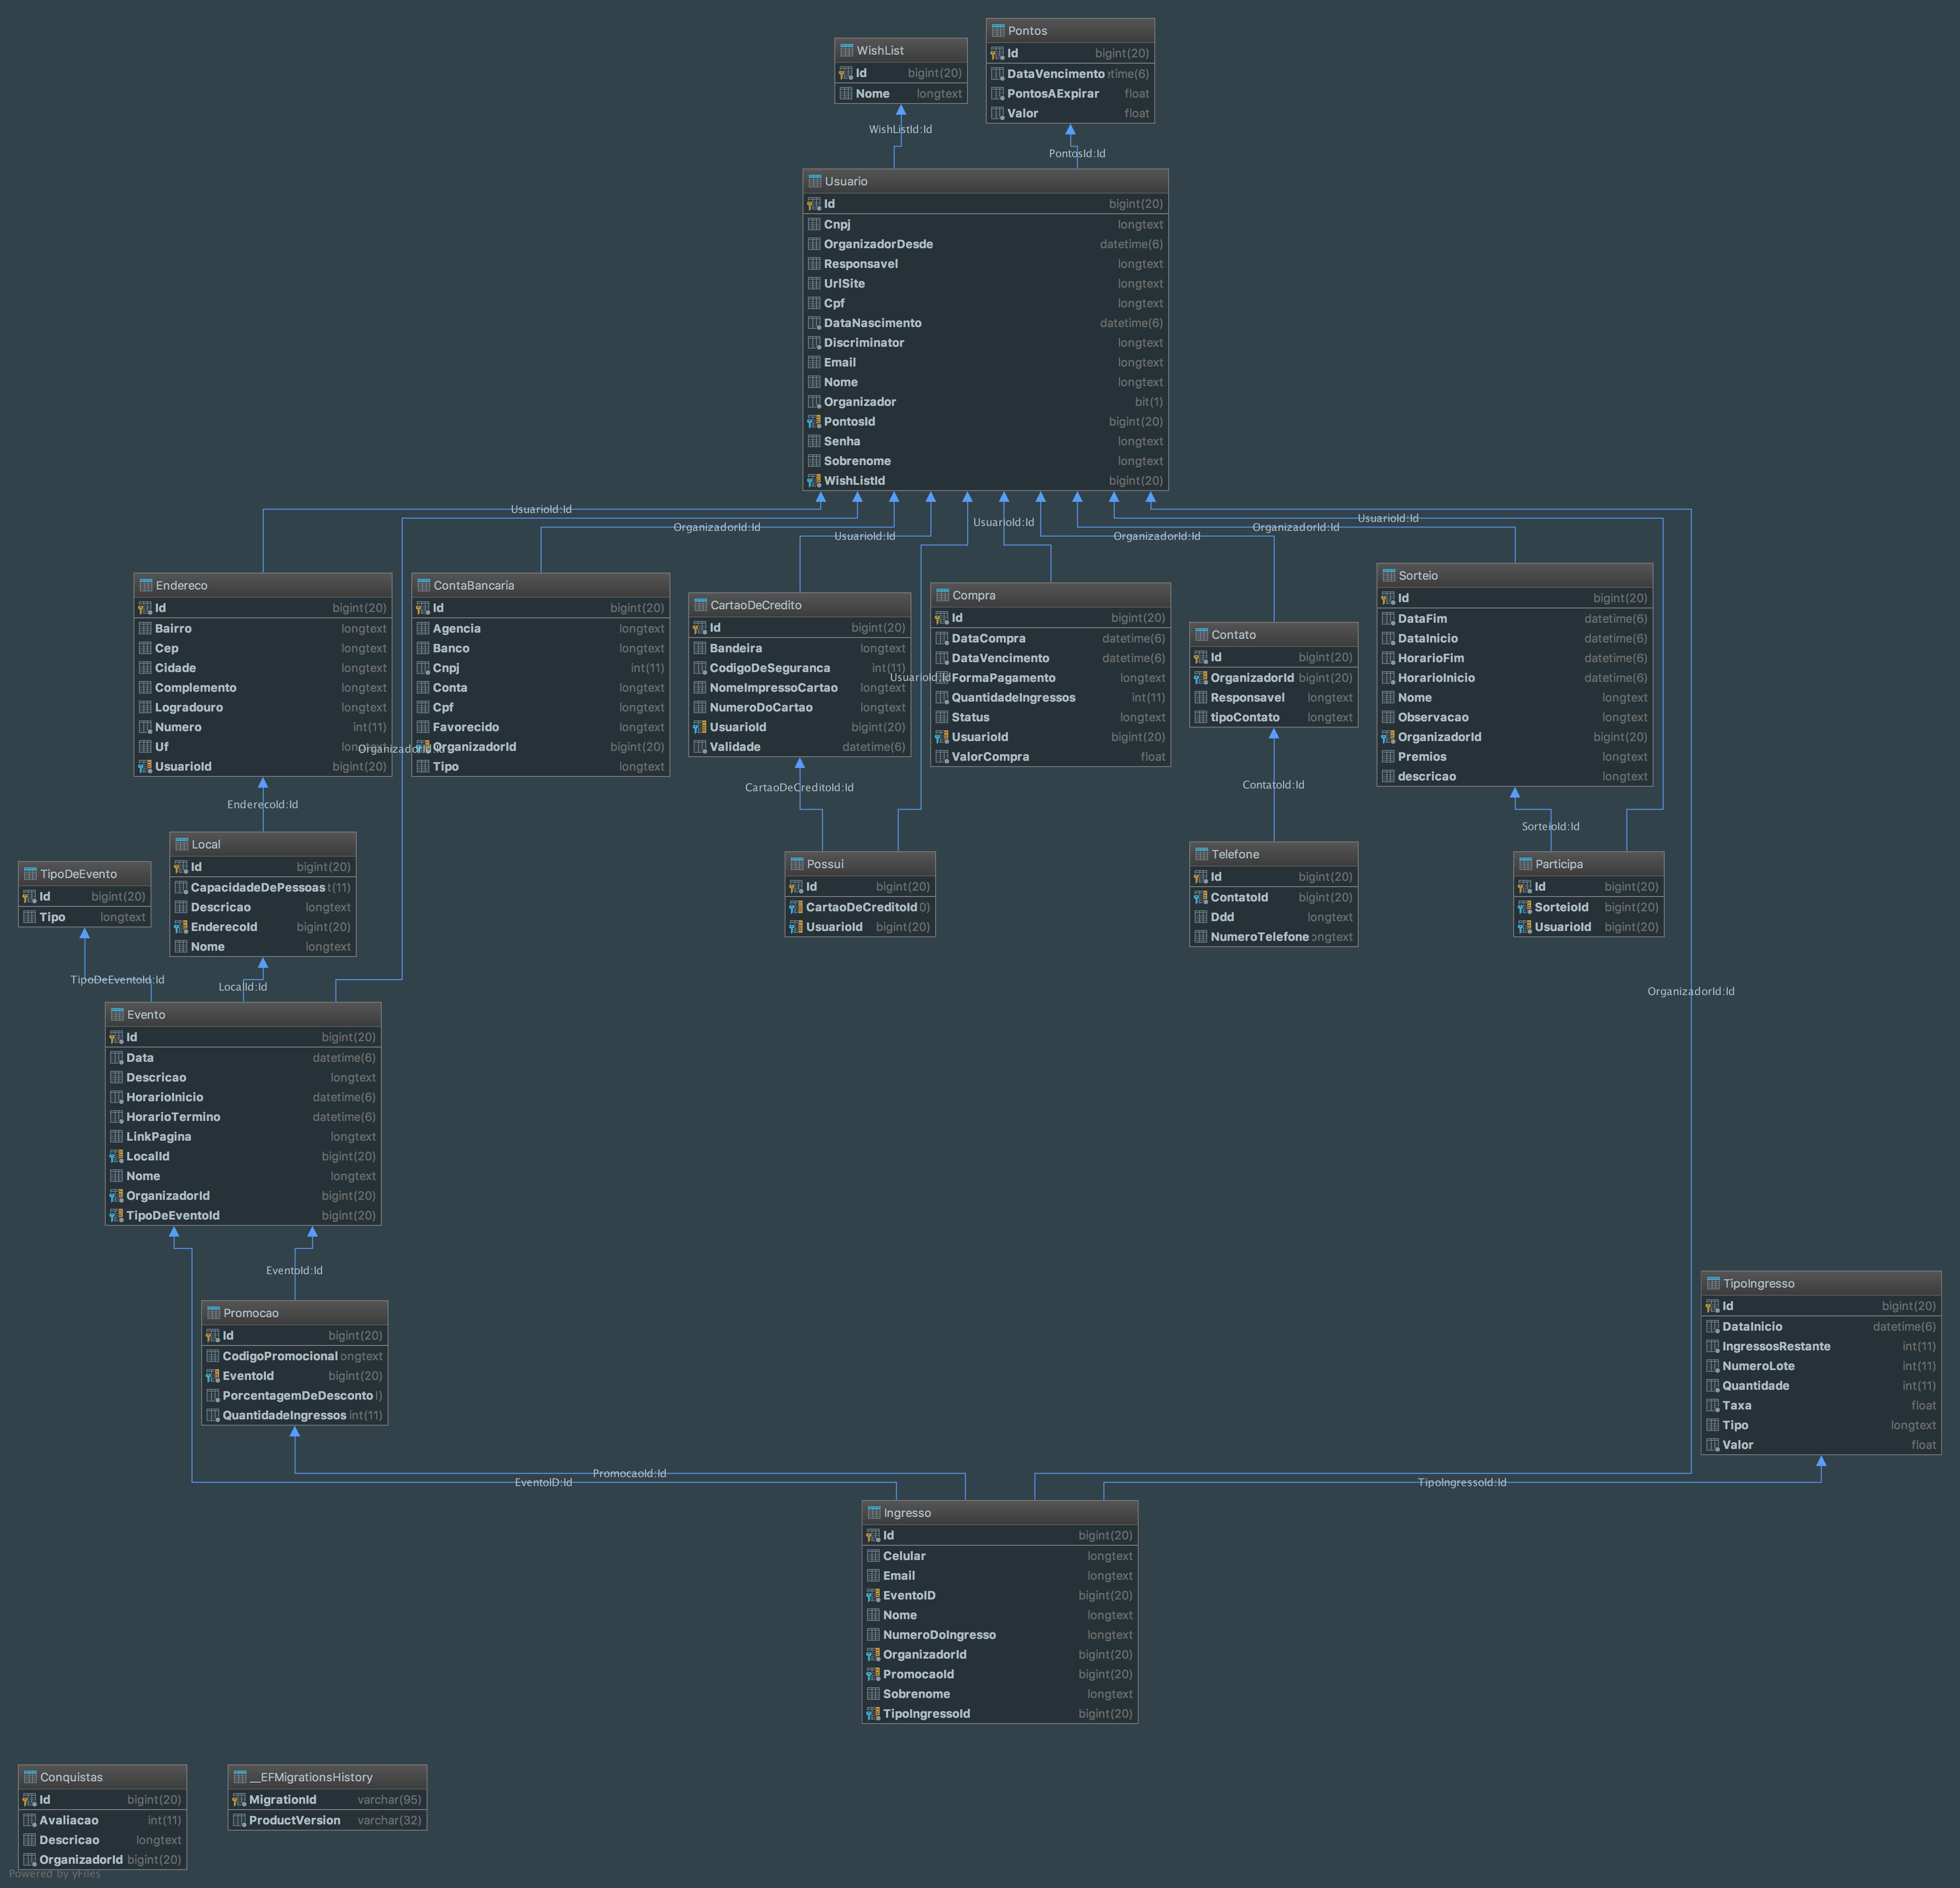 Pontos
Id bigint(20)
DataVencimento etime(6)
PontosAExpirar float
Valor float
WishList
Id bigint(20)
Nome longtext
WishListId:Id
PontosId:Id
Usuario
Id bigint(20)
Cnpj longtext
OrganizadorDesde datetime(6)
Responsavel longtext
UrlSite longtext
Cpf longtext
DataNascimento datetime(6)
Discriminator longtext
Email longtext
Nome longtext
Organizador bit(1)
PontosId bigint(20)
Senha longtext
Sobrenome longtext
WishListId bigint(20)
UsuarioId:Id
OrganizadorId:Id
UsuarioId:Id
UsuarioId:Id
OrganizadorId:Id
OrganizadorId:Id
UsuarioId:Id
Endereco
Id bigint(20)
Bairro longtext
Cep longtext
Cidade longtext
Complemento longtext
Logradouro longtext
Numero int(11)
Uf longtext
UsuarioId bigint(20)
OrganizadorId:Id
ContaBancaria
Id bigint(20)
Agencia longtext
Banco longtext
Cnpj int(11)
Conta longtext
Cpf longtext
Favorecido longtext
OrganizadorId bigint(20)
Tipo longtext
CartaoDeCredito
Id bigint(20)
Bandeira longtext
CodigoDeSeguranca int(11)
NomeImpressoCartao longtext
NumeroDoCartao longtext
UsuarioId bigint(20)
Validade datetime(6)
UsuarioId:Id
Compra
Id bigint(20)
DataCompra datetime(6)
DataVencimento datetime(6)
FormaPagamento longtext
QuantidadeIngressos int(11)
Status longtext
UsuarioId bigint(20)
ValorCompra float
Contato
Id bigint(20)
OrganizadorId bigint(20)
Responsavel longtext
tipoContato longtext
Sorteio
Id bigint(20)
DataFim datetime(6)
DataInicio datetime(6)
HorarioFim datetime(6)
HorarioInicio datetime(6)
Nome longtext
Observacao longtext
OrganizadorId bigint(20)
Premios longtext
descricao longtext
EnderecoId:Id
CartaoDeCreditoId:Id
ContatoId:Id
SorteioId:Id
TipoDeEvento
Id bigint(20)
Tipo longtext
Local
Id bigint(20)
CapacidadeDePessoas t(11)
Descricao longtext
EnderecoId bigint(20)
Nome longtext
Possui
Id bigint(20)
CartaoDeCreditoId 0)
UsuarioId bigint(20)
Telefone
Id bigint(20)
ContatoId bigint(20)
Ddd longtext
NumeroTelefone ongtext
Participa
Id bigint(20)
SorteioId bigint(20)
UsuarioId bigint(20)
TipoDeEventoId:Id
LocalId:Id
OrganizadorId:Id
Evento
Id bigint(20)
Data datetime(6)
Descricao longtext
HorarioInicio datetime(6)
HorarioTermino datetime(6)
LinkPagina longtext
LocalId bigint(20)
Nome longtext
OrganizadorId bigint(20)
TipoDeEventoId bigint(20)
EventoId:Id
Promocao
Id bigint(20)
CodigoPromocional ongtext
EventoId bigint(20)
PorcentagemDeDesconto )
QuantidadeIngressos int(11)
TipoIngresso
Id bigint(20)
DataInicio datetime(6)
IngressosRestante int(11)
NumeroLote int(11)
Quantidade int(11)
Taxa float
Tipo longtext
Valor float
PromocaoId:Id
EventoID:Id
TipoIngressoId:Id
Ingresso
Id bigint(20)
Celular longtext
Email longtext
EventoID bigint(20)
Nome longtext
NumeroDoIngresso longtext
OrganizadorId bigint(20)
PromocaoId bigint(20)
Sobrenome longtext
TipoIngressoId bigint(20)
Conquistas
Id bigint(20)
Avaliacao int(11)
Descricao longtext
OrganizadorId bigint(20)
__EFMigrationsHistory
MigrationId varchar(95)
ProductVersion varchar(32)
Powered by yFiles